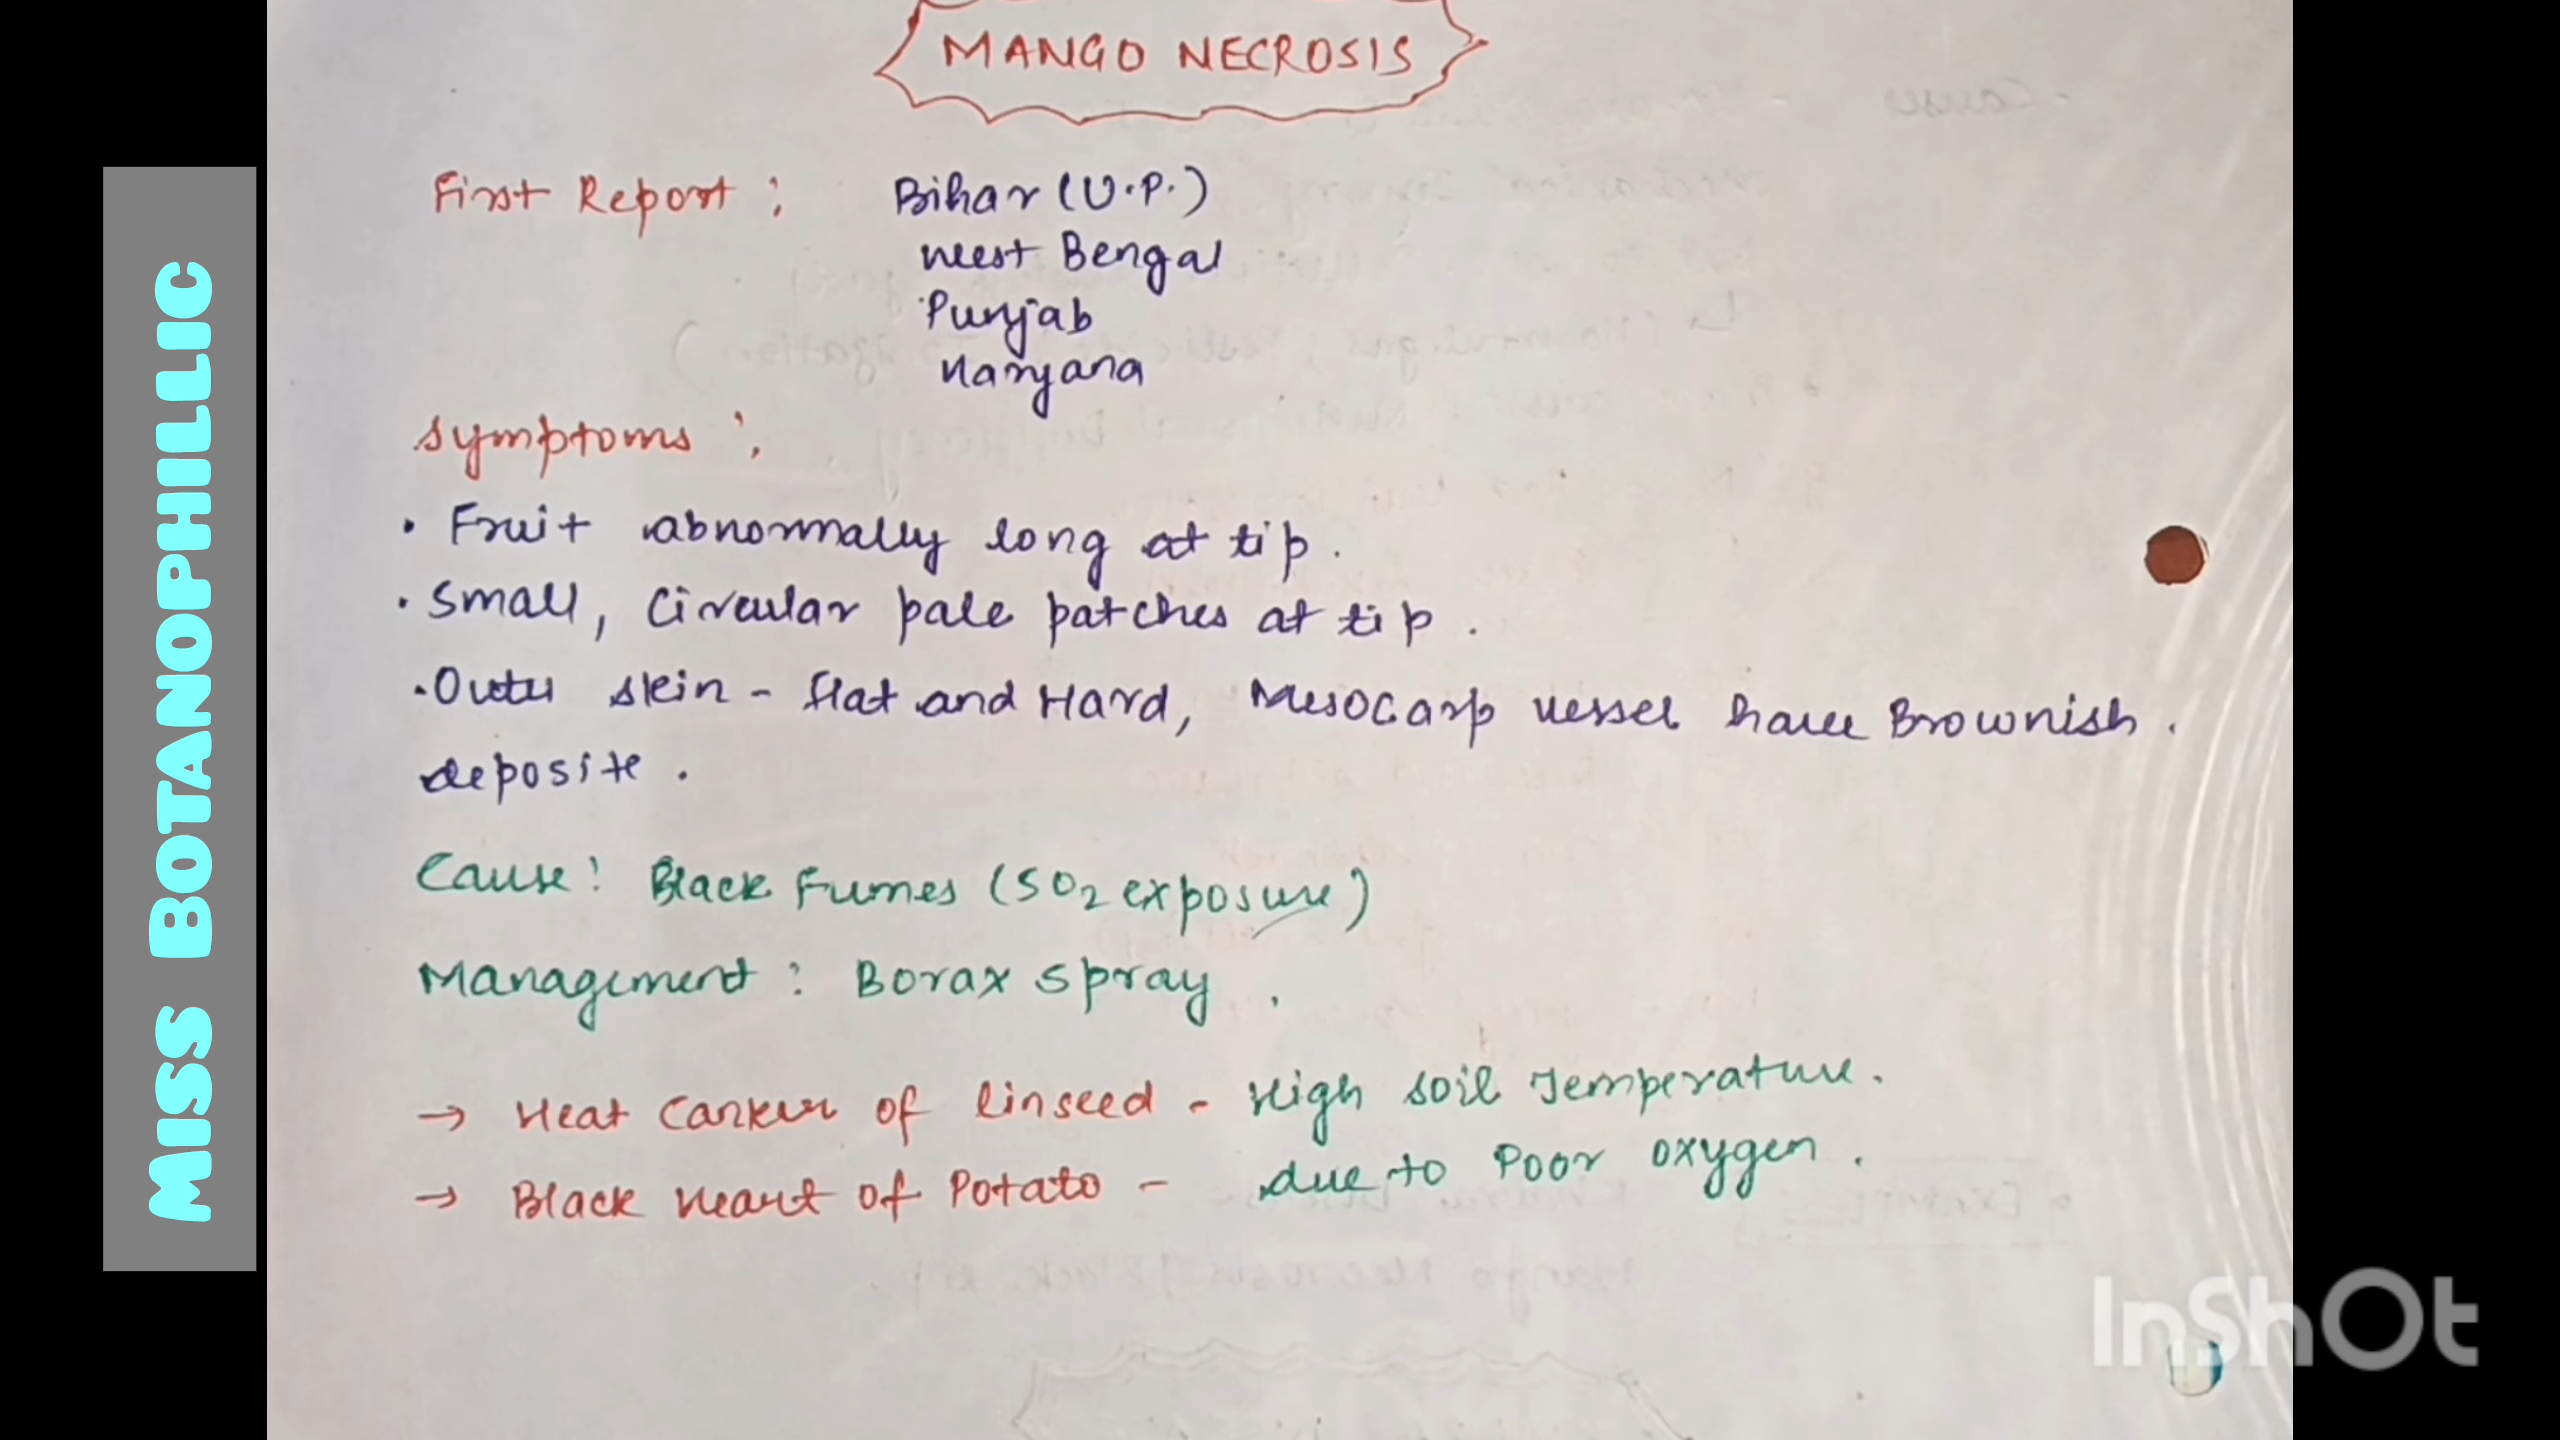 MANGO NECROSIS
First Report : Bihar (U.P.)
West Bengal
Punjab
Haryana
Symptoms :
• Fruit abnormally long at tip.
• Small, Circular pale patches at tip.
• Outer skin - flat and Hard, Mesocarp vessel have Brownish.
deposite.
Cause : Black Fumes (SO2 exposure)
Management : Borax spray.
→ Heat Canker of linseed - High soil Temperature.
→ Black Heart of Potato - due to Poor oxygen.
MISS BOTANOPHILLIC
InShOt